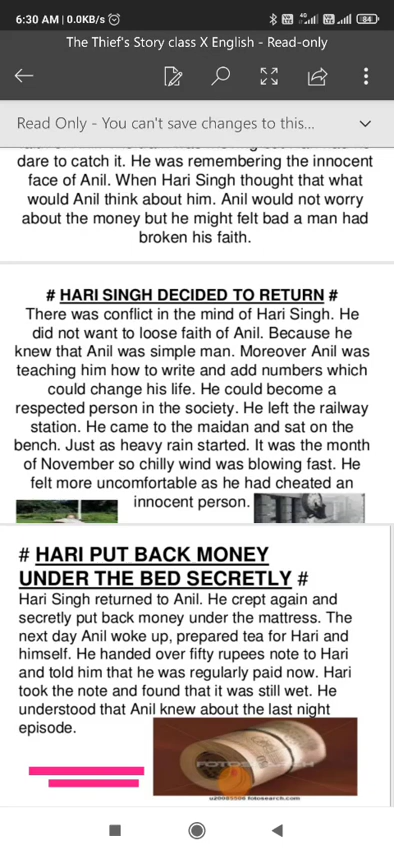 6:30 AM | 0.0KB/s
4G
84
The Thief's Story class X English - Read-only
Read Only - You can't save changes to this...
dare to catch it. He was remembering the innocent
face of Anil. When Hari Singh thought that what
would Anil think about him. Anil would not worry
about the money but he might felt bad a man had
broken his faith.
# HARI SINGH DECIDED TO RETURN #
There was conflict in the mind of Hari Singh. He
did not want to loose faith of Anil. Because he
knew that Anil was simple man. Moreover Anil was
teaching him how to write and add numbers which
could change his life. He could become a
respected person in the society. He left the railway
station. He came to the maidan and sat on the
bench. Just as heavy rain started. It was the month
of November so chilly wind was blowing fast. He
felt more uncomfortable as he had cheated an
innocent person.
# HARI PUT BACK MONEY
UNDER THE BED SECRETLY #
Hari Singh returned to Anil. He crept again and
secretly put back money under the mattress. The
next day Anil woke up, prepared tea for Hari and
himself. He handed over fifty rupees note to Hari
and told him that he was regularly paid now. Hari
took the note and found that it was still wet. He
understood that Anil knew about the last night
episode.